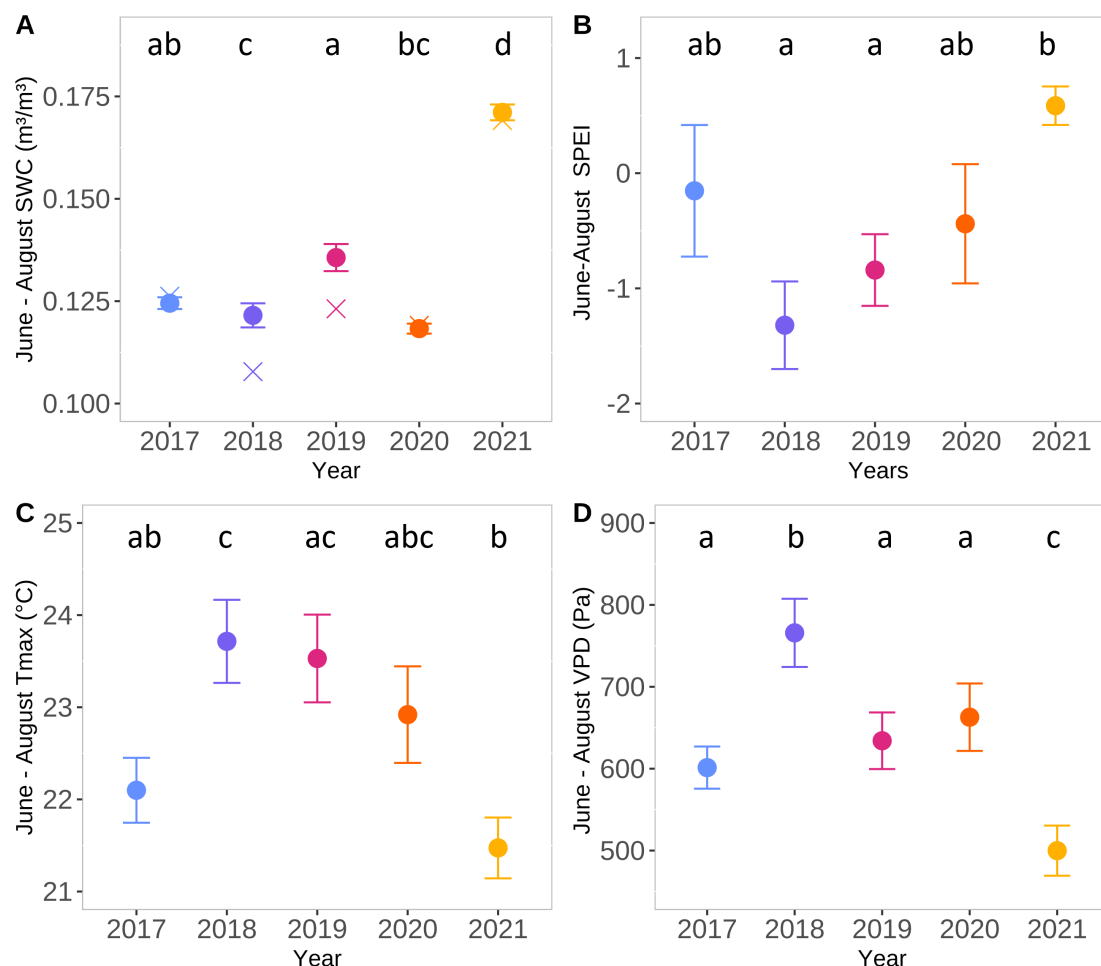 A
ab c a bc d
June - August SWC (m³/m³)
0.175
0.150
0.125
0.100
2017 2018 2019 2020 2021
Year
B
ab a a ab b
June-August SPEI
1
0
-1
-2
2017 2018 2019 2020 2021
Years
C
ab c ac abc b
June - August Tmax (°C)
25
24
23
22
21
2017 2018 2019 2020 2021
Year
D
a b a a c
June - August VPD (Pa)
900
800
700
600
500
2017 2018 2019 2020 2021
Year